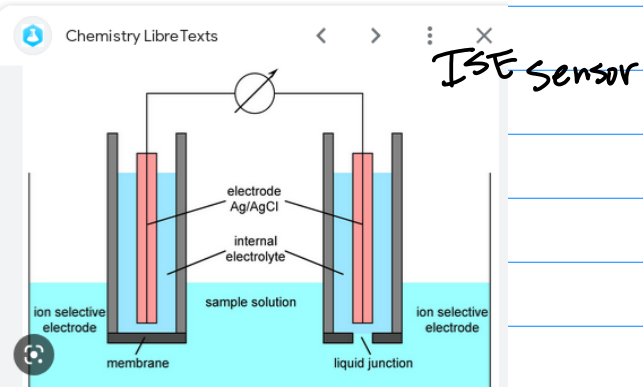 Chemistry LibreTexts
ISE Sensor
electrode
Ag/AgCl
internal
electrolyte
sample solution
ion selective
electrode
ion selective
electrode
membrane
liquid junction